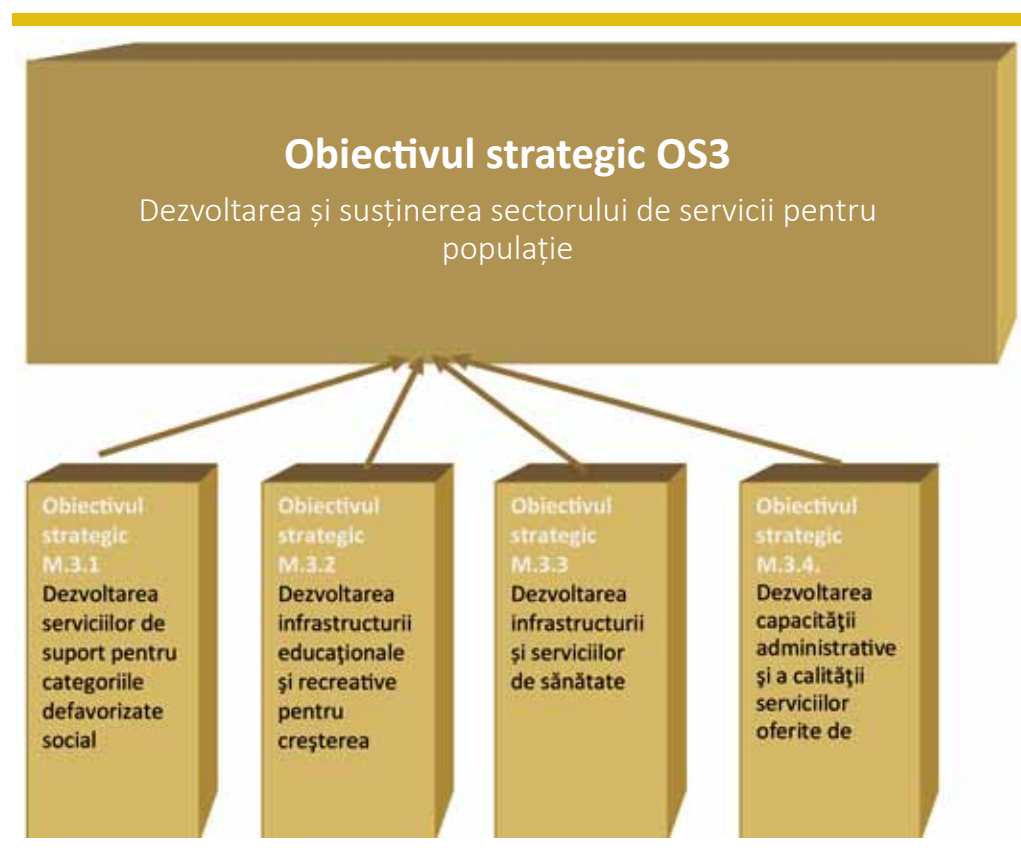 Obiectivul strategic OS3
Dezvoltarea și susținerea sectorului de servicii pentru
populație
Obiectivul
strategic
M.3.1
Dezvoltarea
serviciilor de
suport pentru
categoriile
defavorizate
social
Obiectivul
strategic
M.3.2
Dezvoltarea
infrastructurii
educaţionale
şi recreative
pentru
creşterea
Obiectivul
strategic
M.3.3
Dezvoltarea
infrastructurii
şi serviciilor
de sănătate
Obiectivul
strategic
M.3.4.
Dezvoltarea
capacităţii
administrative
şi a calităţii
serviciilor
oferite de